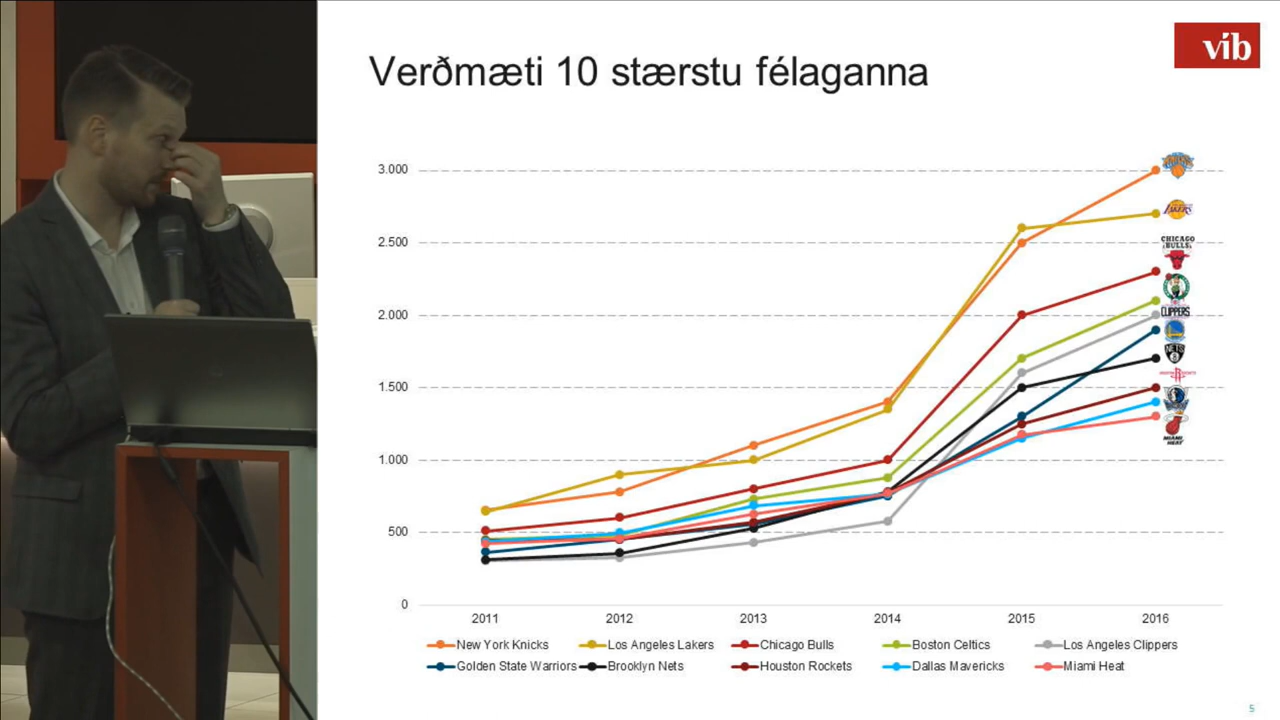 Verðmæti 10 stærstu félaganna
víb
3.000
2.500
2.000
1.500
1.000
500
0
2011 2012 2013 2014 2015 2016
LAKERS
CHICAGO
BULLS
CLIPPERS
NETS
MIAMI
HEAT
New York Knicks Los Angeles Lakers Chicago Bulls Boston Celtics Los Angeles Clippers
Golden State Warriors Brooklyn Nets Houston Rockets Dallas Mavericks Miami Heat
5